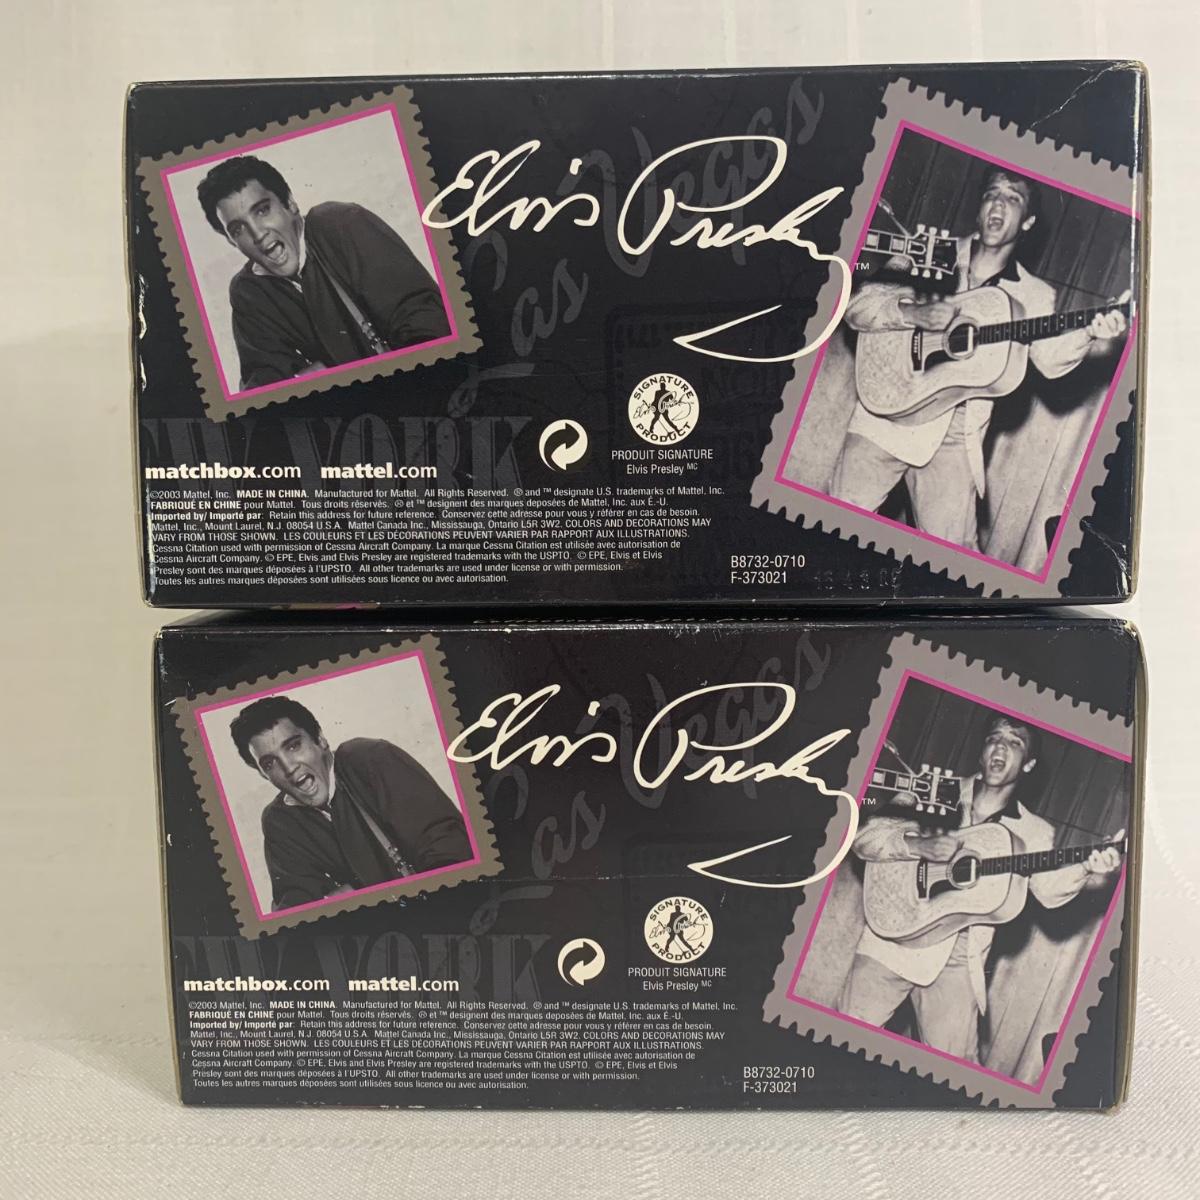 Las Vegas
Elvis Presley
TM
SIGNATURE
Elvis Presley
PRODUCT
PRODUIT SIGNATURE
Elvis Presley MC
NEW YORK
matchbox.com mattel.com
©2003 Mattel, Inc. MADE IN CHINA. Manufactured for Mattel. All Rights Reserved. ® and ™ designate U.S. trademarks of Mattel, Inc.
FABRIQUÉ EN CHINE pour Mattel. Tous droits réservés. ® et ™ designent des marques deposées de Mattel, Inc. aux É.-U.
Imported by/ Importé par: Retain this address for future reference. Conservez cette adresse pour vous y référer en cas de besoin.
Mattel, Inc., Mount Laurel, N.J. 08054 U.S.A. Mattel Canada Inc., Mississauga, Ontario L5R 3W2. COLORS AND DECORATIONS MAY
VARY FROM THOSE SHOWN. LES COULEURS ET LES DÉCORATIONS PEUVENT VARIER PAR RAPPORT AUX ILLUSTRATIONS.
Cessna Citation used with permission of Cessna Aircraft Company. La marque Cessna Citation est utilisée avec autorisation de
Cessna Aircraft Company. © EPE, Elvis and Elvis Presley are registered trademarks with the USPTO. © EPE, Elvis et Elvis
Presley sont des marques déposées à l'UPSTO. All other trademarks are used under license or with permission.
Toutes les autres marques déposées sont utilisées sous licence ou avec autorisation.
B8732-0710
F-373021
Las Vegas
Elvis Presley
TM
SIGNATURE
Elvis Presley
PRODUCT
PRODUIT SIGNATURE
Elvis Presley MC
NEW YORK
matchbox.com mattel.com
©2003 Mattel, Inc. MADE IN CHINA. Manufactured for Mattel. All Rights Reserved. ® and ™ designate U.S. trademarks of Mattel, Inc.
FABRIQUÉ EN CHINE pour Mattel. Tous droits réservés. ® et ™ designent des marques deposées de Mattel, Inc. aux É.-U.
Imported by/ Importé par: Retain this address for future reference. Conservez cette adresse pour vous y référer en cas de besoin.
Mattel, Inc., Mount Laurel, N.J. 08054 U.S.A. Mattel Canada Inc., Mississauga, Ontario L5R 3W2. COLORS AND DECORATIONS MAY
VARY FROM THOSE SHOWN. LES COULEURS ET LES DÉCORATIONS PEUVENT VARIER PAR RAPPORT AUX ILLUSTRATIONS.
Cessna Citation used with permission of Cessna Aircraft Company. La marque Cessna Citation est utilisée avec autorisation de
Cessna Aircraft Company. © EPE, Elvis and Elvis Presley are registered trademarks with the USPTO. © EPE, Elvis et Elvis
Presley sont des marques déposées à l'UPSTO. All other trademarks are used under license or with permission.
Toutes les autres marques déposées sont utilisées sous licence ou avec autorisation.
B8732-0710
F-373021